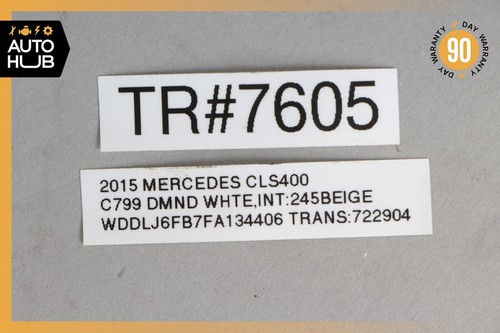 AUTO
HUB
90
DAY WARRANTY
DAY WARRANTY
TR#7605
2015 MERCEDES CLS400
C799 DMND WHTE,INT:245BEIGE
WDDLJ6FB7FA134406 TRANS:722904